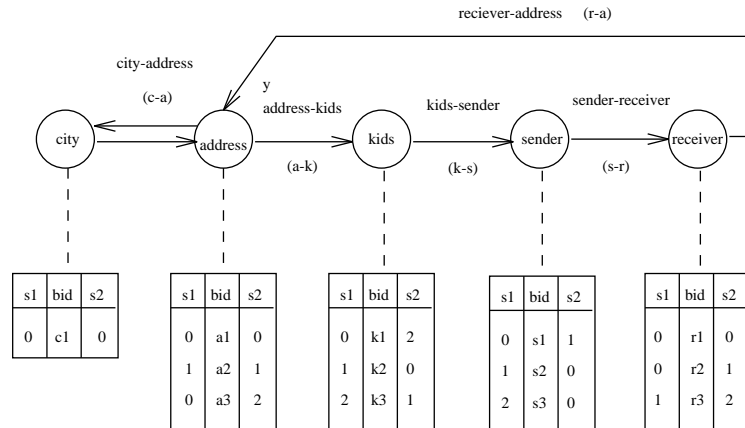 reciever-address (r-a)
city-address
(c-a)
y
address-kids
kids-sender
sender-receiver
city
address
kids
sender
receiver
(a-k)
(k-s)
(s-r)
s1 bid s2
0 c1 0
s1 bid s2
0 a1 0
1 a2 1
0 a3 2
s1 bid s2
0 k1 2
1 k2 0
2 k3 1
s1 bid s2
0 s1 1
1 s2 0
2 s3 0
s1 bid s2
0 r1 0
0 r2 1
1 r3 2